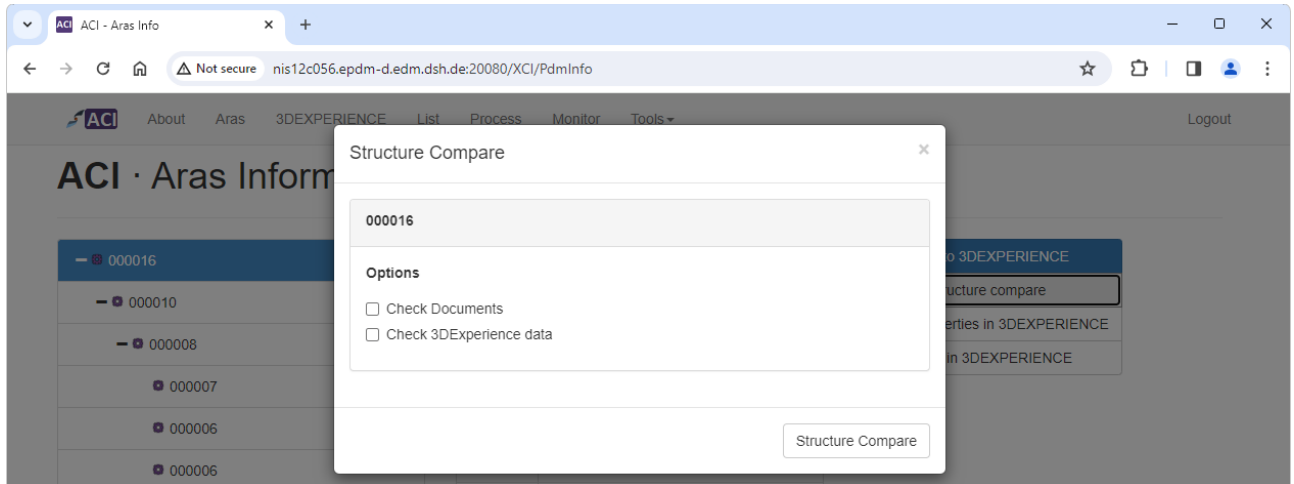 ACI ACI - Aras Info
Not secure nis12c056.epdm-d.edm.dsh.de:20080/XCI/PdmInfo
ACI About Aras 3DEXPERIENCE List Process Monitor Tools Logout
ACI · Aras Inform
Structure Compare ×
000016
Options
Check Documents
Check 3DExperience data
Structure Compare
000016
000010
000008
000007
000006
000006
to 3DEXPERIENCE
ructure compare
erties in 3DEXPERIENCE
in 3DEXPERIENCE